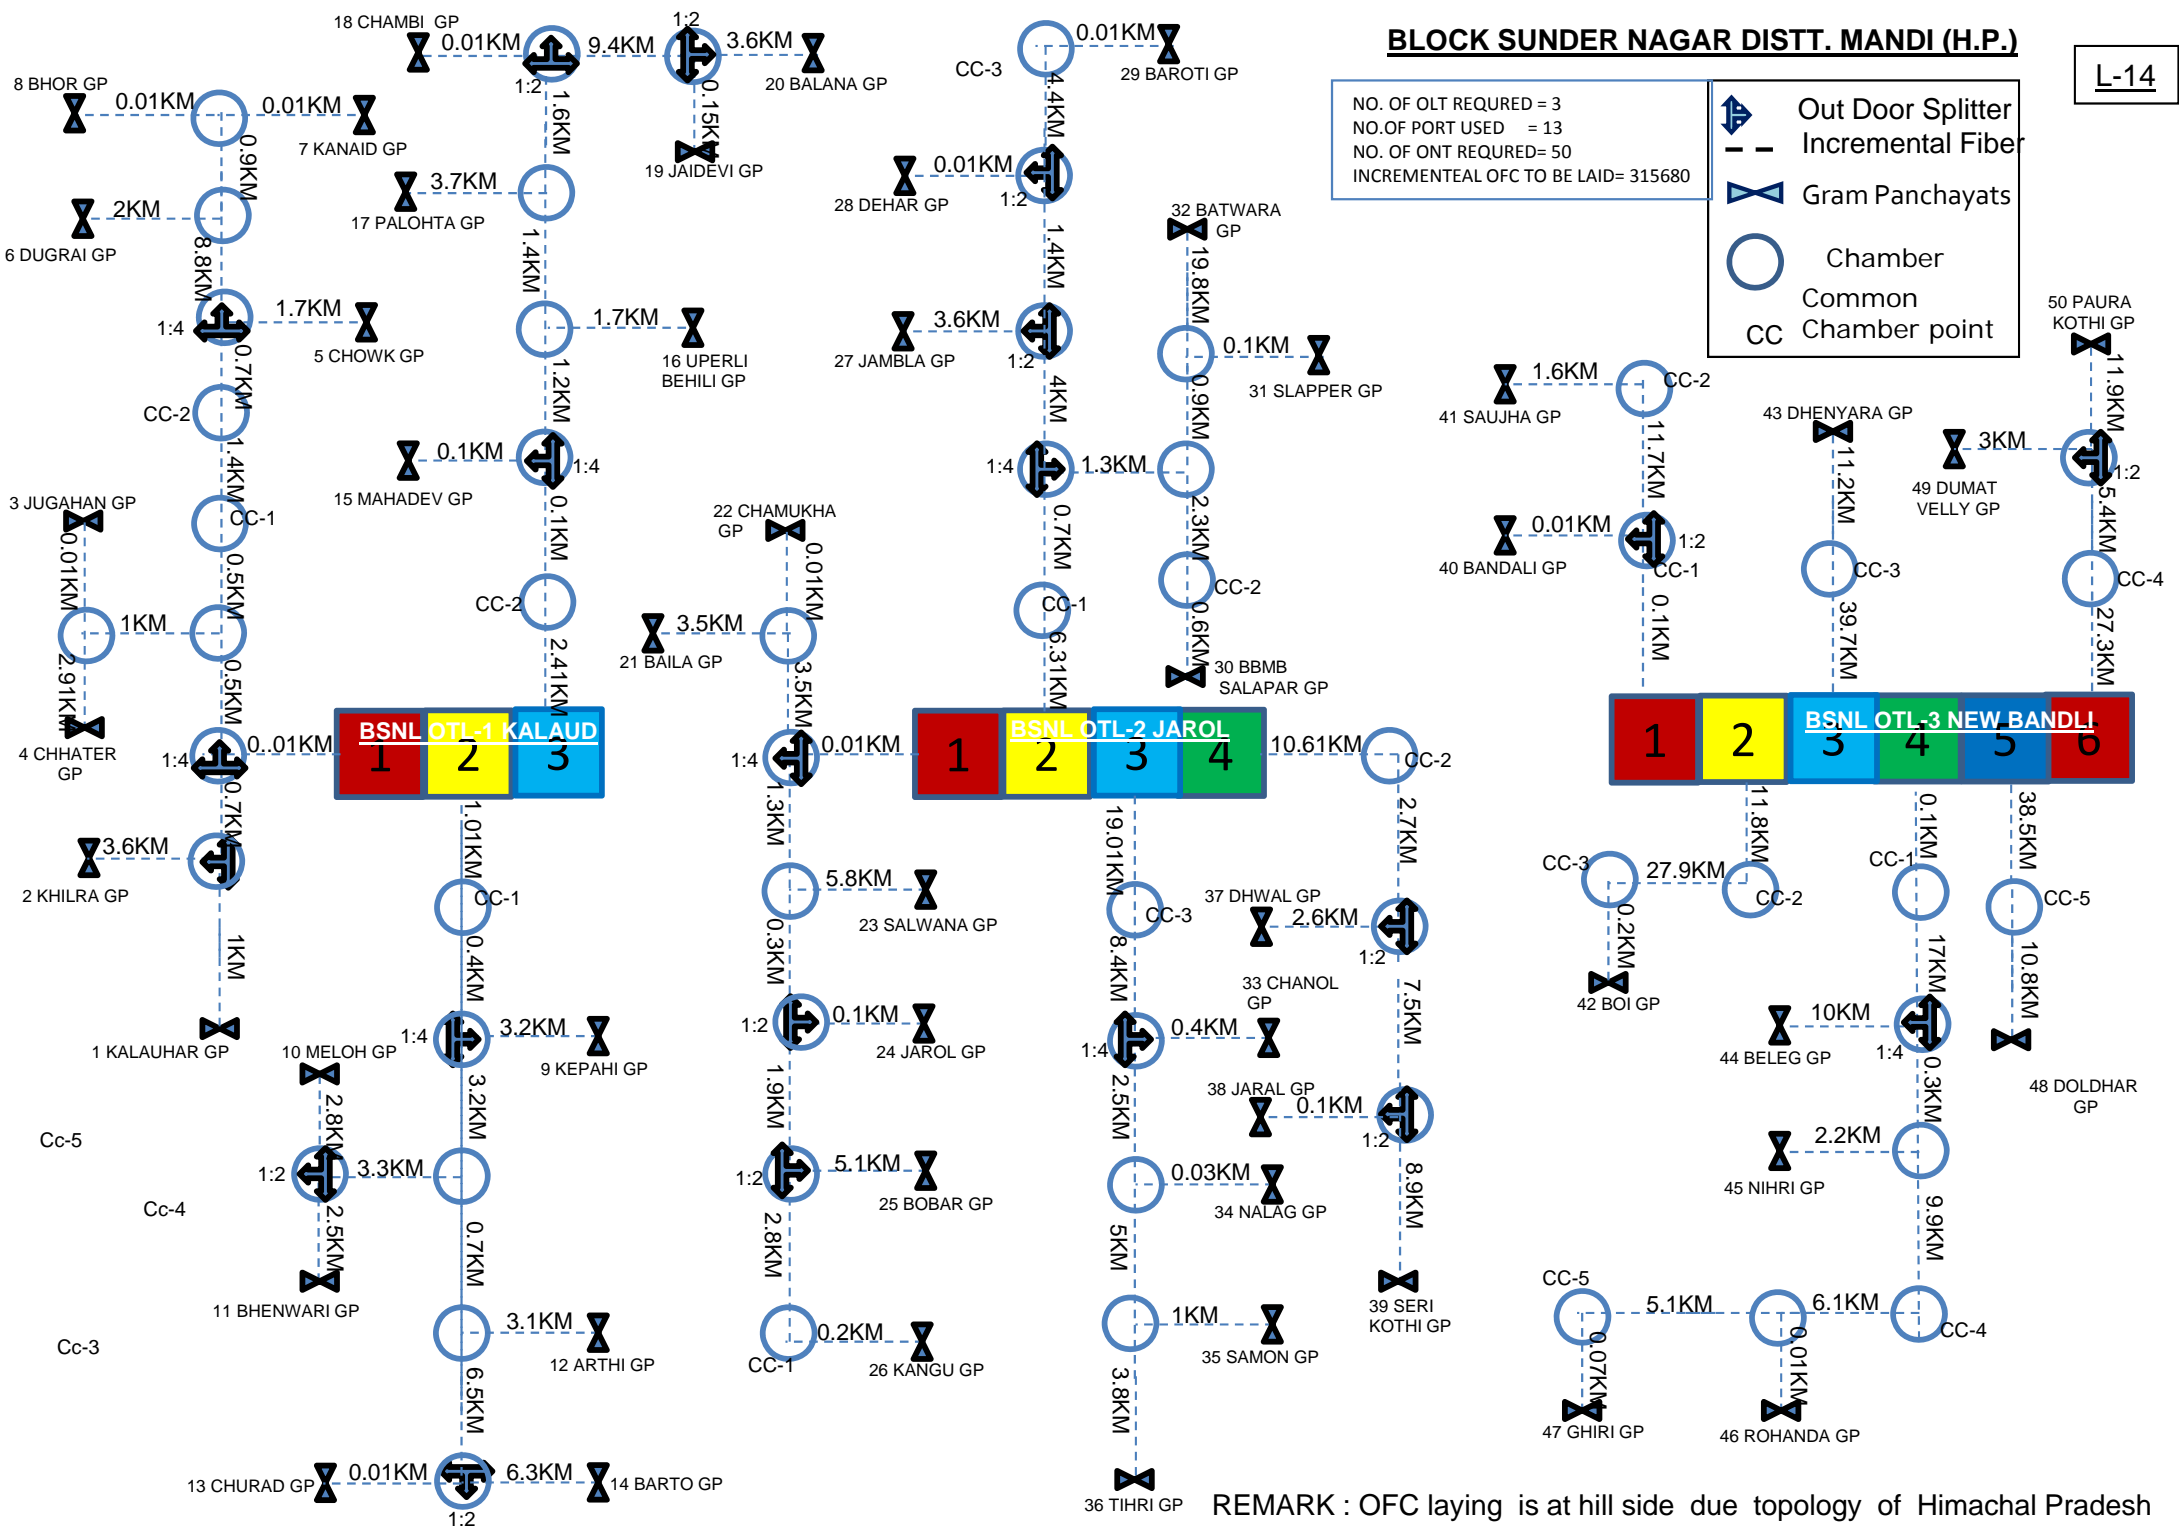 BLOCK SUNDER NAGAR DISTT. MANDI (H.P.)
L-14
NO. OF OLT REQURED = 3
NO.OF PORT USED = 13
NO. OF ONT REQURED= 50
INCREMENTEAL OFC TO BE LAID= 315680
Out Door Splitter
Incremental Fiber
Gram Panchayats
Chamber
Common
CC Chamber point
18 CHAMBI GP
0.01KM
1:2
9.4KM
1:2
3.6KM
20 BALANA GP
0.15KM
19 JAIDEVI GP
1.6KM
8 BHOR GP
0.01KM
0.01KM
7 KANAID GP
0.9KM
2KM
6 DUGRAI GP
8.8KM
1:4
1.7KM
5 CHOWK GP
0.7KM
CC-2
1.4KM
CC-1
0.5KM
3 JUGAHAN GP
0.01KM
1KM
2.91KM
4 CHHATER
GP
0.5KM
1:4
0..01KM
0.7KM
3.6KM
2 KHILRA GP
1KM
1 KALAUHAR GP
3.7KM
17 PALOHTA GP
1.4KM
1.7KM
16 UPERLI
BEHILI GP
1.2KM
0.1KM
15 MAHADEV GP
1:4
0.1KM
CC-2
2.41KM
BSNL OTL-1 KALAUD
1 2 3
1.01KM
CC-1
0.4KM
1:4
3.2KM
9 KEPAHI GP
3.2KM
10 MELOH GP
2.8KM
1:2
3.3KM
2.5KM
11 BHENWARI GP
0.7KM
3.1KM
12 ARTHI GP
6.5KM
13 CHURAD GP
0.01KM
6.3KM
14 BARTO GP
1:2
Cc-5
Cc-4
Cc-3
22 CHAMUKHA
GP
0.01KM
3.5KM
21 BAILA GP
3.5KM
1:4
0.01KM
1.3KM
5.8KM
23 SALWANA GP
0.3KM
1:2
0.1KM
24 JAROL GP
1.9KM
1:2
5.1KM
25 BOBAR GP
2.8KM
CC-1
0.2KM
26 KANGU GP
CC-3
0.01KM
29 BAROTI GP
4.4KM
0.01KM
28 DEHAR GP
1:2
1.4KM
3.6KM
27 JAMBLA GP
1:2
4KM
1:4
1.3KM
0.7KM
CC-1
6.31KM
32 BATWARA
GP
19.8KM
0.1KM
31 SLAPPER GP
0.9KM
2.3KM
CC-2
0.6KM
30 BBMB
SALAPAR GP
BSNL OTL-2 JAROL
1 2 3 4
10.61KM
CC-2
2.7KM
37 DHWAL GP
2.6KM
1:2
7.5KM
38 JARAL GP
0.1KM
1:2
8.9KM
39 SERI
KOTHI GP
19.01KM
CC-3
8.4KM
33 CHANOL
GP
1:4
0.4KM
2.5KM
0.03KM
34 NALAG GP
5KM
1KM
35 SAMON GP
3.8KM
36 TIHRI GP
1.6KM
CC-2
41 SAUJHA GP
11.7KM
0.01KM
1:2
40 BANDALI GP
CC-1
0.1KM
43 DHENYARA GP
11.2KM
CC-3
39.7KM
50 PAURA
KOTHI GP
11.9KM
3KM
49 DUMAT
VELLY GP
1:2
5.4KM
CC-4
27.3KM
BSNL OTL-3 NEW BANDLI
1 2 3 4 5 6
11.8KM
CC-3
27.9KM
CC-2
0.2KM
42 BOI GP
0.1KM
CC-1
17KM
10KM
44 BELEG GP
1:4
0.3KM
2.2KM
45 NIHRI GP
9.9KM
CC-4
6.1KM
5.1KM
CC-5
0.07KM
47 GHIRI GP
0.01KM
46 ROHANDA GP
38.5KM
CC-5
10.8KM
48 DOLDHAR
GP
REMARK : OFC laying is at hill side due topology of Himachal Pradesh